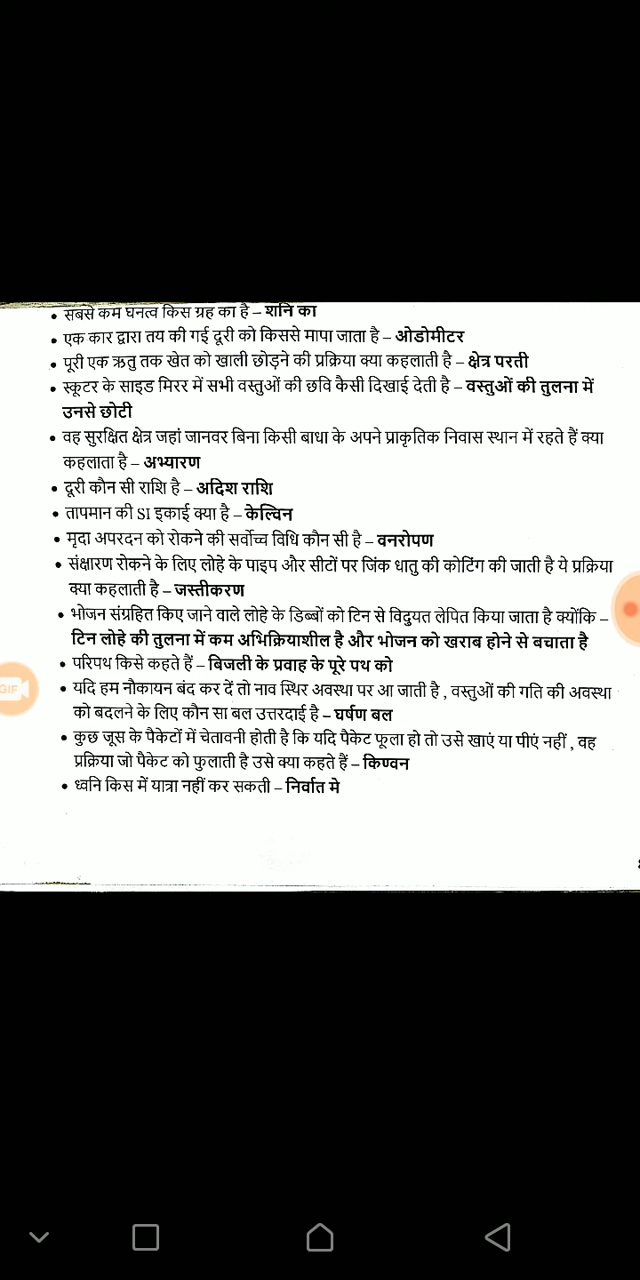 • सबसे कम घनत्व किस ग्रह का है – शनि का
• एक कार द्वारा तय की गई दूरी को किससे मापा जाता है – ओडोमीटर
• पूरी एक ऋतु तक खेत को खाली छोड़ने की प्रक्रिया क्या कहलाती है – क्षेत्र परती
• स्कूटर के साइड मिरर में सभी वस्तुओं की छवि कैसी दिखाई देती है – वस्तुओं की तुलना में
उनसे छोटी
• वह सुरक्षित क्षेत्र जहां जानवर बिना किसी बाधा के अपने प्राकृतिक निवास स्थान में रहते हैं क्या
कहलाता है – अभ्यारण
• दूरी कौन सी राशि है – अदिश राशि
• तापमान की SI इकाई क्या है – केल्विन
• मृदा अपरदन को रोकने की सर्वोच्च विधि कौन सी है – वनरोपण
• संक्षारण रोकने के लिए लोहे के पाइप और सीटों पर जिंक धातु की कोटिंग की जाती है ये प्रक्रिया
क्या कहलाती है – जस्तीकरण
• भोजन संग्रहित किए जाने वाले लोहे के डिब्बों को टिन से विदुयत लेपित किया जाता है क्योंकि –
टिन लोहे की तुलना में कम अभिक्रियाशील है और भोजन को खराब होने से बचाता है
• परिपथ किसे कहते हैं – बिजली के प्रवाह के पूरे पथ को
• यदि हम नौकायन बंद कर दें तो नाव स्थिर अवस्था पर आ जाती है , वस्तुओं की गति की अवस्था
को बदलने के लिए कौन सा बल उत्तरदाई है – घर्षण बल
• कुछ जूस के पैकेटों में चेतावनी होती है कि यदि पैकेट फूला हो तो उसे खाएं या पीएं नहीं , वह
प्रक्रिया जो पैकेट को फुलाती है उसे क्या कहते हैं – किण्वन
• ध्वनि किस में यात्रा नहीं कर सकती – निर्वात मे
GIF